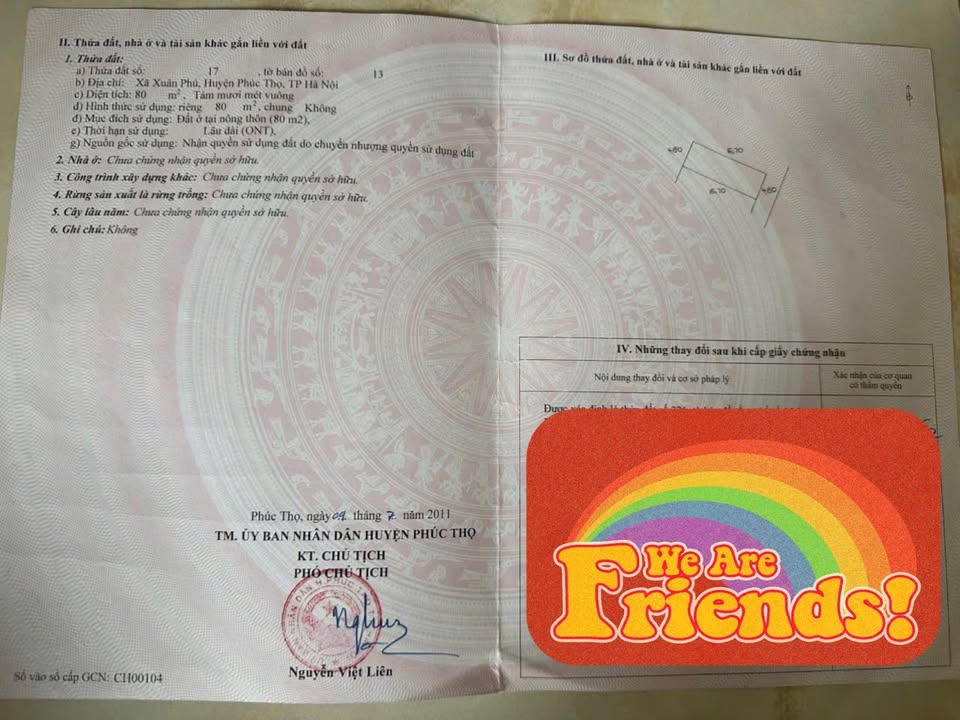 II. Thửa đất, nhà ở và tài sản khác gắn liền với đất
1. Thửa đất:
a) Thửa đất số: 17 , tờ bản đồ số: 13
b) Địa chỉ: Xã Xuân Phú, Huyện Phúc Thọ, TP Hà Nội
c) Diện tích: 80 m², Tám mươi mét vuông
d) Hình thức sử dụng: riêng 80 m², chung Không
đ) Mục đích sử dụng: Đất ở tại nông thôn (80 m2),
e) Thời hạn sử dụng: Lâu dài (ONT),
g) Nguồn gốc sử dụng: Nhận quyền sử dụng đất do chuyển nhượng quyền sử dụng đất
2. Nhà ở: Chưa chứng nhận quyền sở hữu.
3. Công trình xây dựng khác: Chưa chứng nhận quyền sở hữu.
4. Rừng sản xuất là rừng trồng: Chưa chứng nhận quyền sở hữu.
5. Cây lâu năm: Chưa chứng nhận quyền sở hữu.
6. Ghi chú: Không
Phúc Thọ, ngày 04 tháng 7 năm 2011
TM. ỦY BAN NHÂN DÂN HUYỆN PHÚC THỌ
KT. CHỦ TỊCH
PHÓ CHỦ TỊCH
Nguyễn Việt Liên
Số vào sổ cấp GCN: CH00104
III. Sơ đồ thửa đất, nhà ở và tài sản khác gắn liền với đất
4.80
16.70
16.70
4.80
IV. Những thay đổi sau khi cấp giấy chứng nhận
Nội dung thay đổi và cơ sở pháp lý
Xác nhận của cơ quan
có thẩm quyền
Được
We Are
Friends!